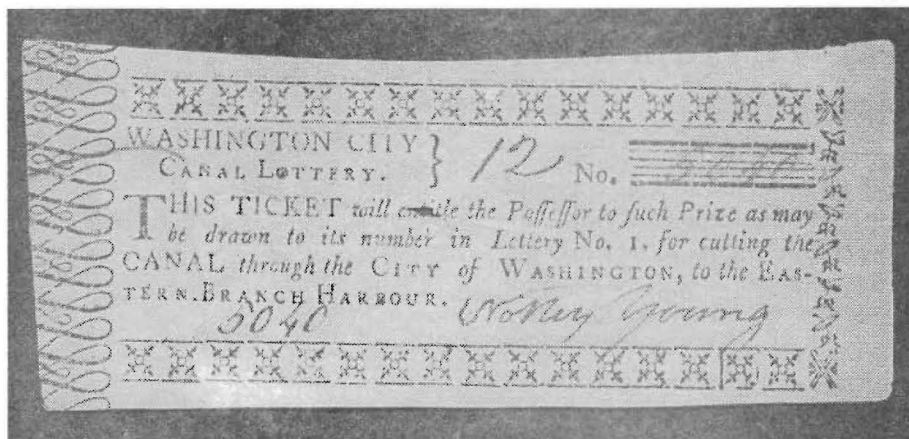 WASHINGTON CITY } 12 No. 5040
CANAL LOTTERY.
THIS TICKET will entitle the Poſſeſſor to ſuch Prize as may
be drawn to its number in Lottery No. 1, for cutting the
CANAL through the CITY of WASHINGTON, to the EAS-
TERN BRANCH HARBOUR.
5040 Notley Young